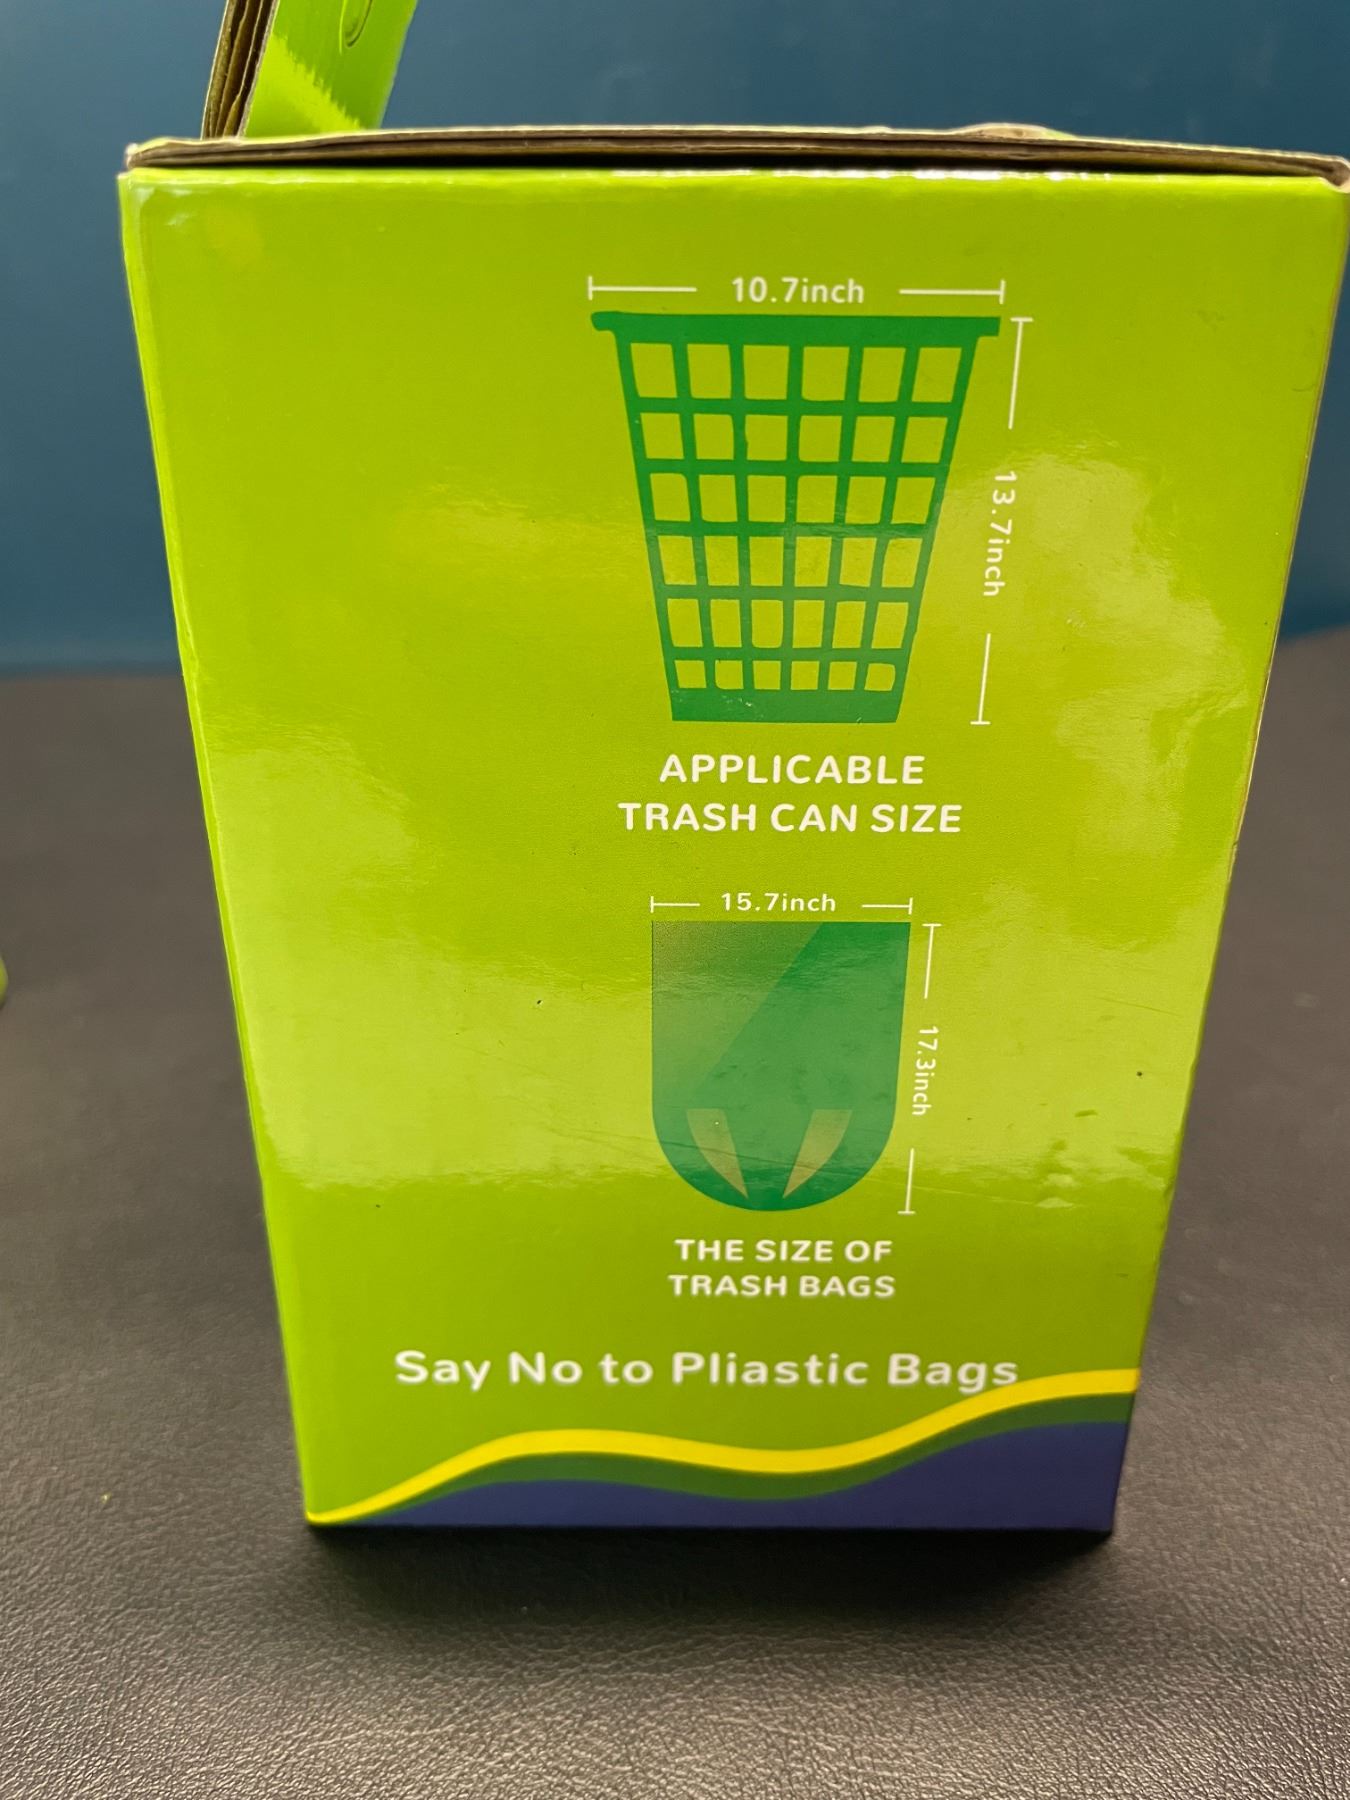 10.7inch
13.7inch
APPLICABLE
TRASH CAN SIZE
15.7inch
17.3inch
THE SIZE OF
TRASH BAGS
Say No to Pliastic Bags